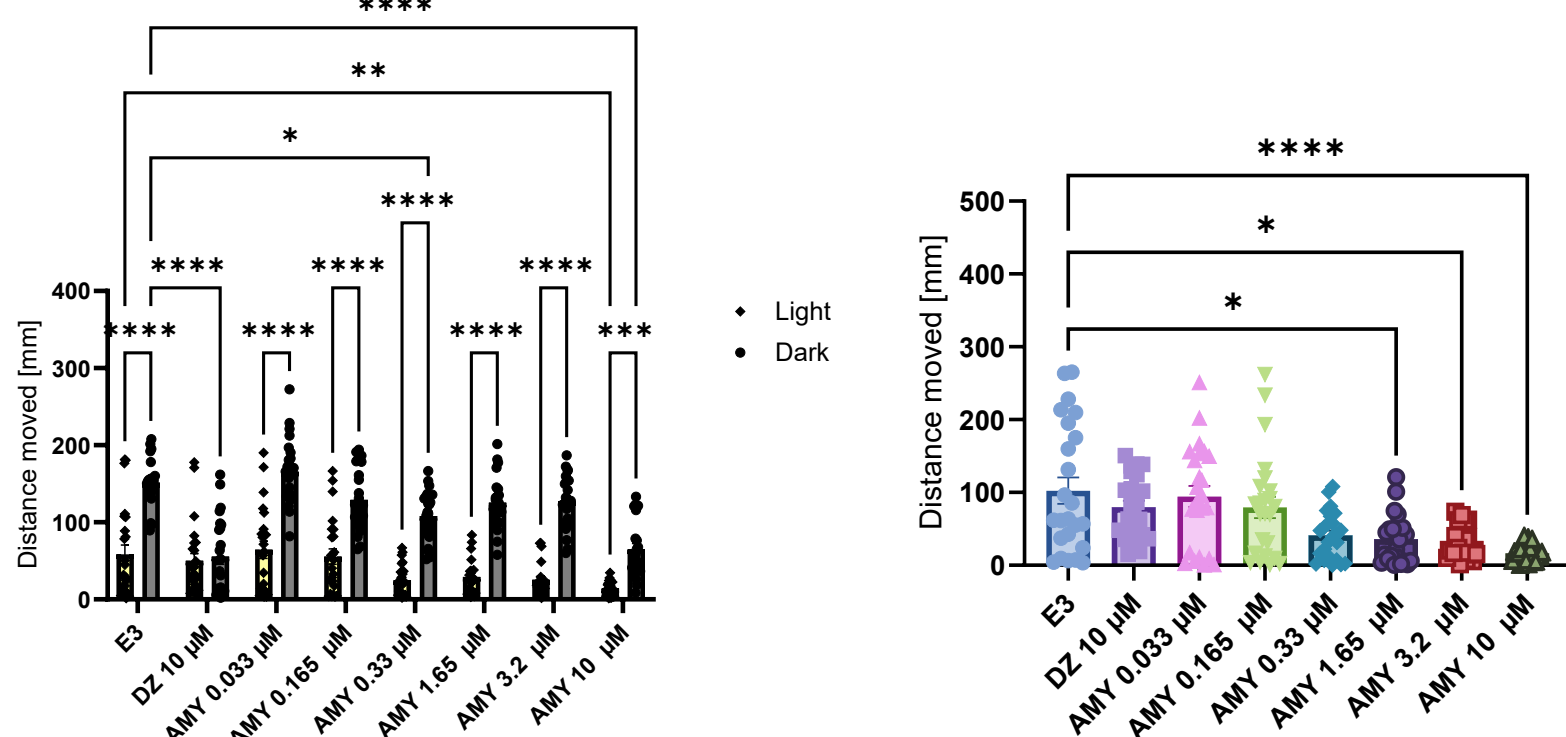 ****
**
*
****
****
****
****
****
****
****
***
400
300
200
100
0
Distance moved [mm]
E3
DZ 10 µM
AMY 0.033 µM
AMY 0.165 µM
AMY 0.33 µM
AMY 1.65 µM
AMY 3.2 µM
AMY 10 µM
Light
Dark
****
*
*
500
400
300
200
100
0
Distance moved [mm]
E3
DZ 10 µM
AMY 0.033 µM
AMY 0.165 µM
AMY 0.33 µM
AMY 1.65 µM
AMY 3.2 µM
AMY 10 µM